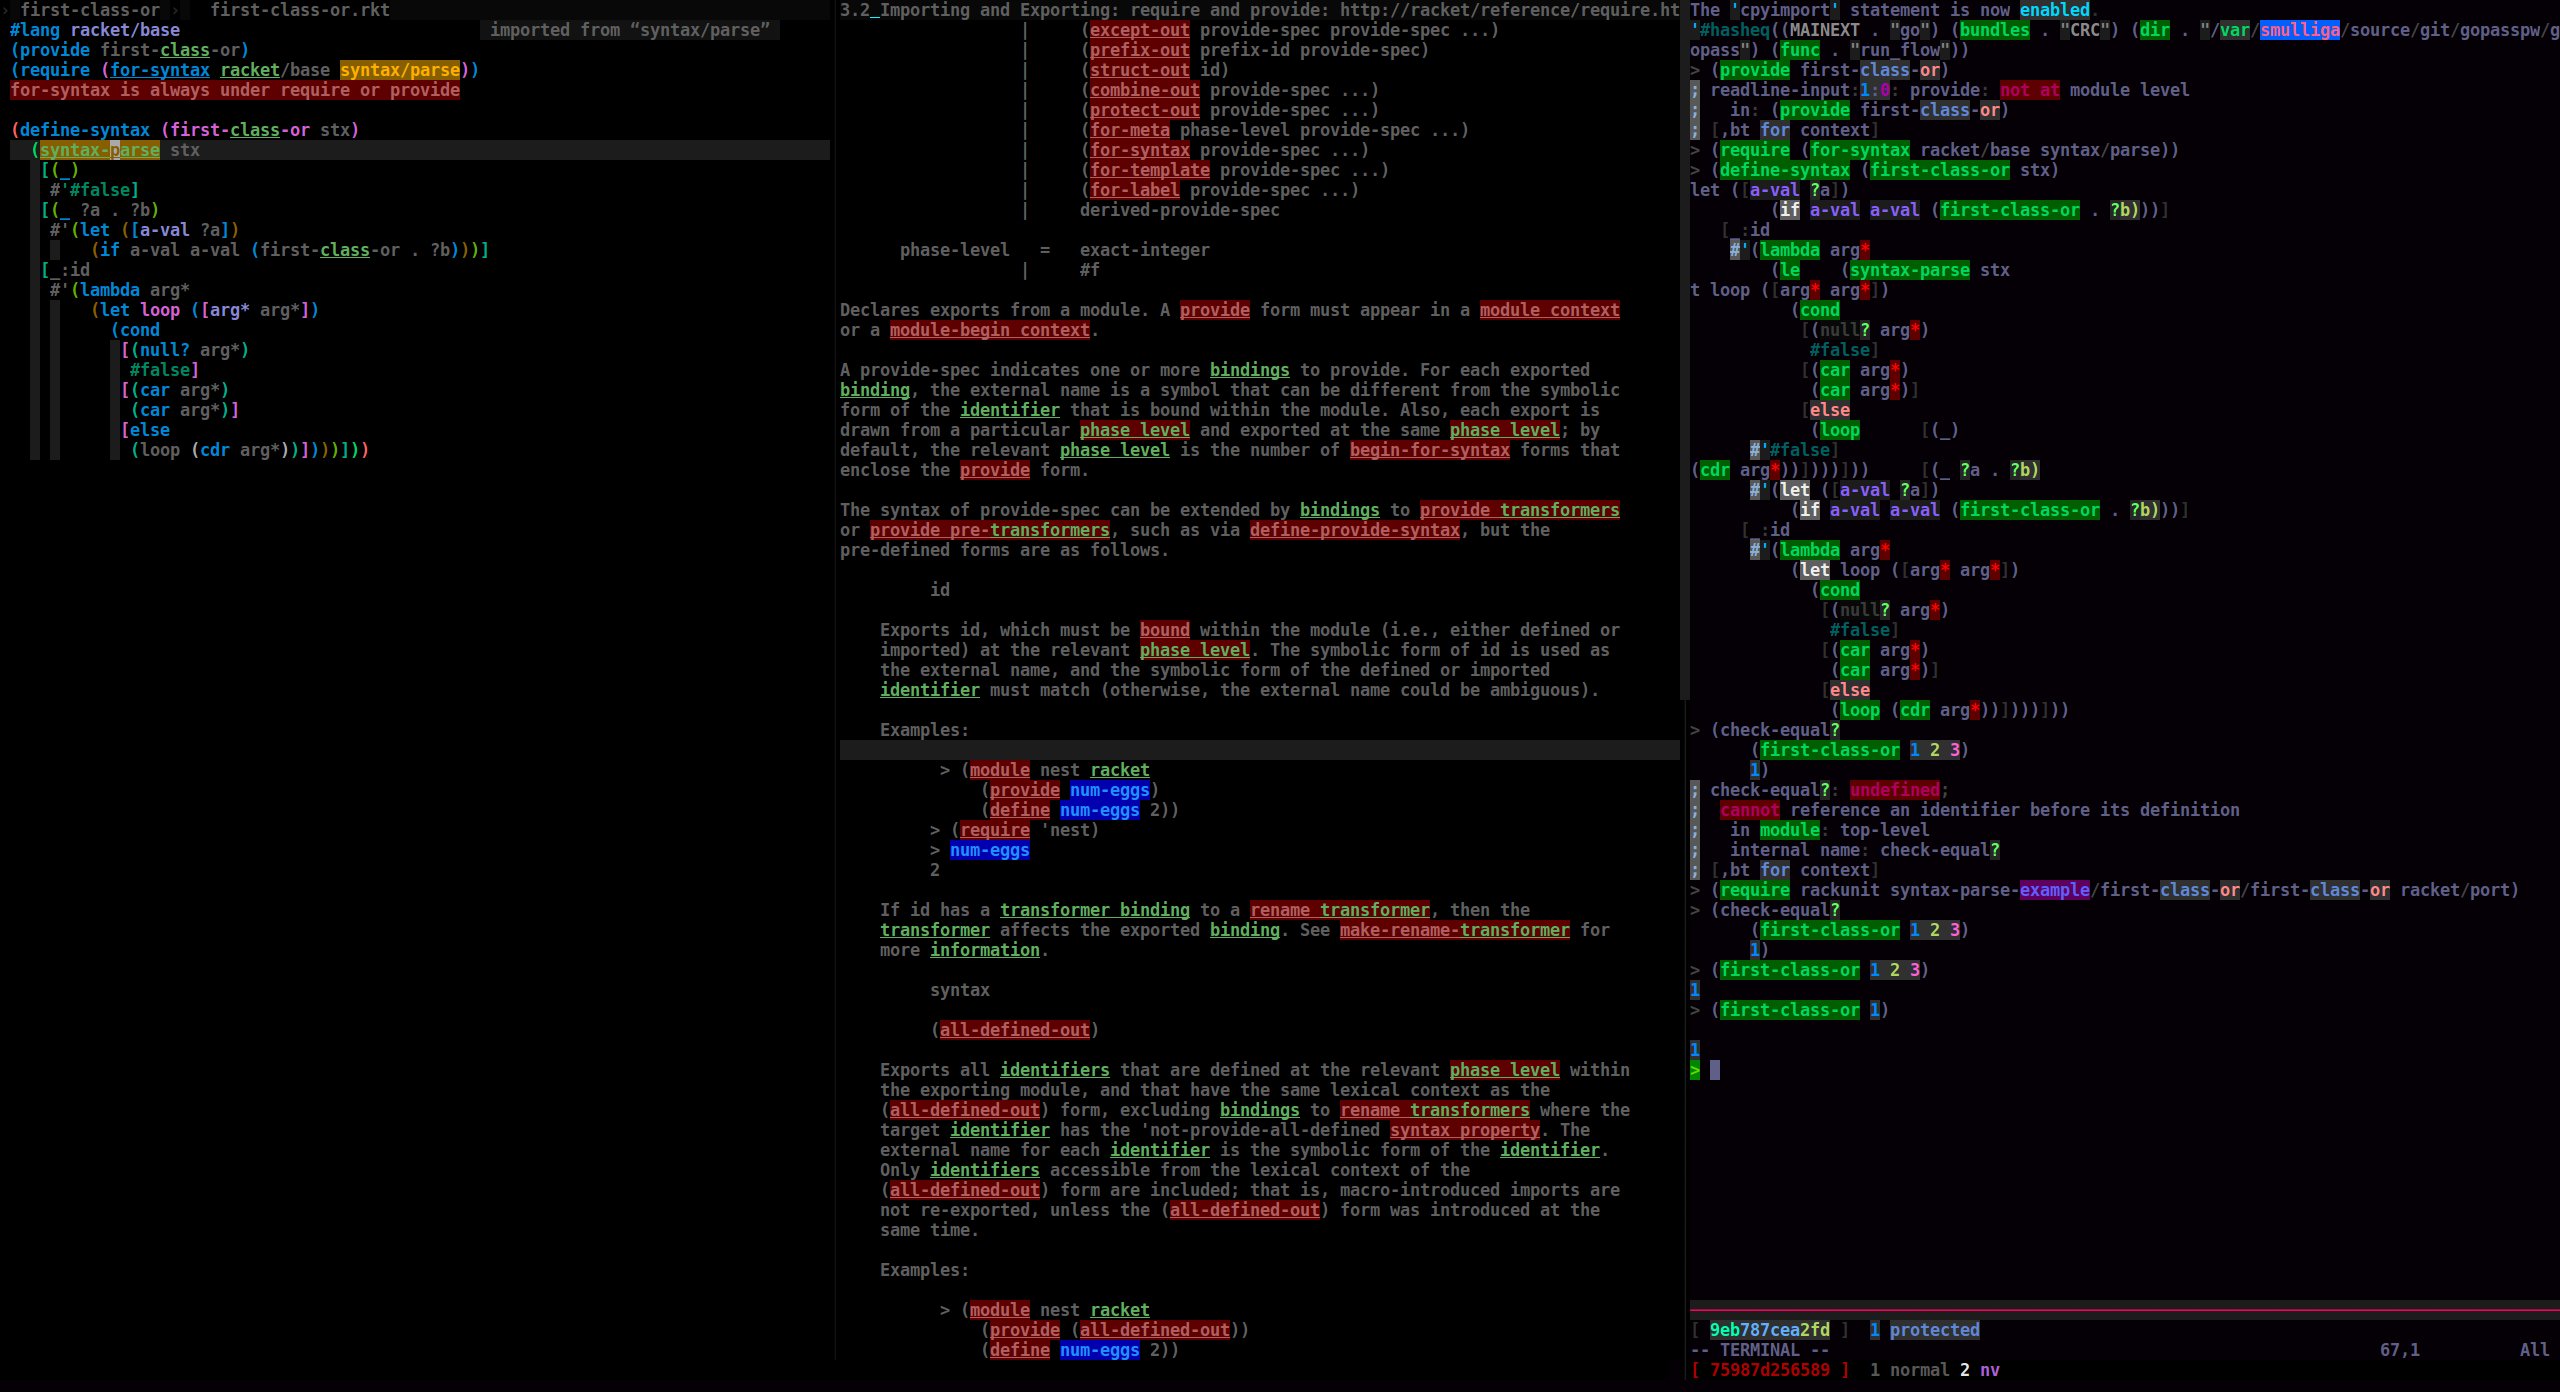 › first-class-or ›   first-class-or.rkt
#lang racket/base                               imported from “syntax/parse”
(provide first-class-or)
(require (for-syntax racket/base syntax/parse))
for-syntax is always under require or provide
(define-syntax (first-class-or stx)
  (syntax-parse stx
   [(_)
    #'#false]
   [(_ ?a . ?b)
    #'(let ([a-val ?a])
        (if a-val a-val (first-class-or . ?b)))]
   [_:id
    #'(lambda arg*
        (let loop ([arg* arg*])
          (cond
           [(null? arg*)
            #false]
           [(car arg*)
            (car arg*)]
           [else
            (loop (cdr arg*))])))]))
3.2_Importing and Exporting: require and provide: http://racket/reference/require.ht
                  |     (except-out provide-spec provide-spec ...)
                  |     (prefix-out prefix-id provide-spec)
                  |     (struct-out id)
                  |     (combine-out provide-spec ...)
                  |     (protect-out provide-spec ...)
                  |     (for-meta phase-level provide-spec ...)
                  |     (for-syntax provide-spec ...)
                  |     (for-template provide-spec ...)
                  |     (for-label provide-spec ...)
                  |     derived-provide-spec
      phase-level   =   exact-integer
                  |     #f
Declares exports from a module. A provide form must appear in a module context
or a module-begin context.
A provide-spec indicates one or more bindings to provide. For each exported
binding, the external name is a symbol that can be different from the symbolic
form of the identifier that is bound within the module. Also, each export is
drawn from a particular phase level and exported at the same phase level; by
default, the relevant phase level is the number of begin-for-syntax forms that
enclose the provide form.
The syntax of provide-spec can be extended by bindings to provide transformers
or provide pre-transformers, such as via define-provide-syntax, but the
pre-defined forms are as follows.
         id
    Exports id, which must be bound within the module (i.e., either defined or
    imported) at the relevant phase level. The symbolic form of id is used as
    the external name, and the symbolic form of the defined or imported
    identifier must match (otherwise, the external name could be ambiguous).
    Examples:
          > (module nest racket
              (provide num-eggs)
              (define num-eggs 2))
         > (require 'nest)
         > num-eggs
         2
    If id has a transformer binding to a rename transformer, then the
    transformer affects the exported binding. See make-rename-transformer for
    more information.
         syntax
         (all-defined-out)
    Exports all identifiers that are defined at the relevant phase level within
    the exporting module, and that have the same lexical context as the
    (all-defined-out) form, excluding bindings to rename transformers where the
    target identifier has the 'not-provide-all-defined syntax property. The
    external name for each identifier is the symbolic form of the identifier.
    Only identifiers accessible from the lexical context of the
    (all-defined-out) form are included; that is, macro-introduced imports are
    not re-exported, unless the (all-defined-out) form was introduced at the
    same time.
    Examples:
          > (module nest racket
              (provide (all-defined-out))
              (define num-eggs 2))
The 'cpyimport' statement is now enabled.
'#hasheq((MAINEXT . "go") (bundles . "CRC") (dir . "/var/smulliga/source/git/gopasspw/g
opass") (func . "run_flow"))
> (provide first-class-or)
; readline-input:1:0: provide: not at module level
;   in: (provide first-class-or)
; [,bt for context]
> (require (for-syntax racket/base syntax/parse))
> (define-syntax (first-class-or stx)
let ([a-val ?a])
        (if a-val a-val (first-class-or . ?b)))]
   [_:id
    #'(lambda arg*
        (le    (syntax-parse stx
t loop ([arg* arg*])
          (cond
           [(null? arg*)
            #false]
           [(car arg*)
            (car arg*)]
           [else
            (loop      [(_)
      #'#false]
(cdr arg*))])))]))     [(_ ?a . ?b)
      #'(let ([a-val ?a])
          (if a-val a-val (first-class-or . ?b)))]
     [_:id
      #'(lambda arg*
          (let loop ([arg* arg*])
            (cond
             [(null? arg*)
              #false]
             [(car arg*)
              (car arg*)]
             [else
              (loop (cdr arg*))])))]))
> (check-equal?
      (first-class-or 1 2 3)
      1)
; check-equal?: undefined;
;  cannot reference an identifier before its definition
;   in module: top-level
;   internal name: check-equal?
; [,bt for context]
> (require rackunit syntax-parse-example/first-class-or/first-class-or racket/port)
> (check-equal?
      (first-class-or 1 2 3)
      1)
> (first-class-or 1 2 3)
1
> (first-class-or 1)
1
>
[ 9eb787cea2fd ]  1 protected
-- TERMINAL --                                                       67,1          All
[ 75987d256589 ]  1 normal 2 nv